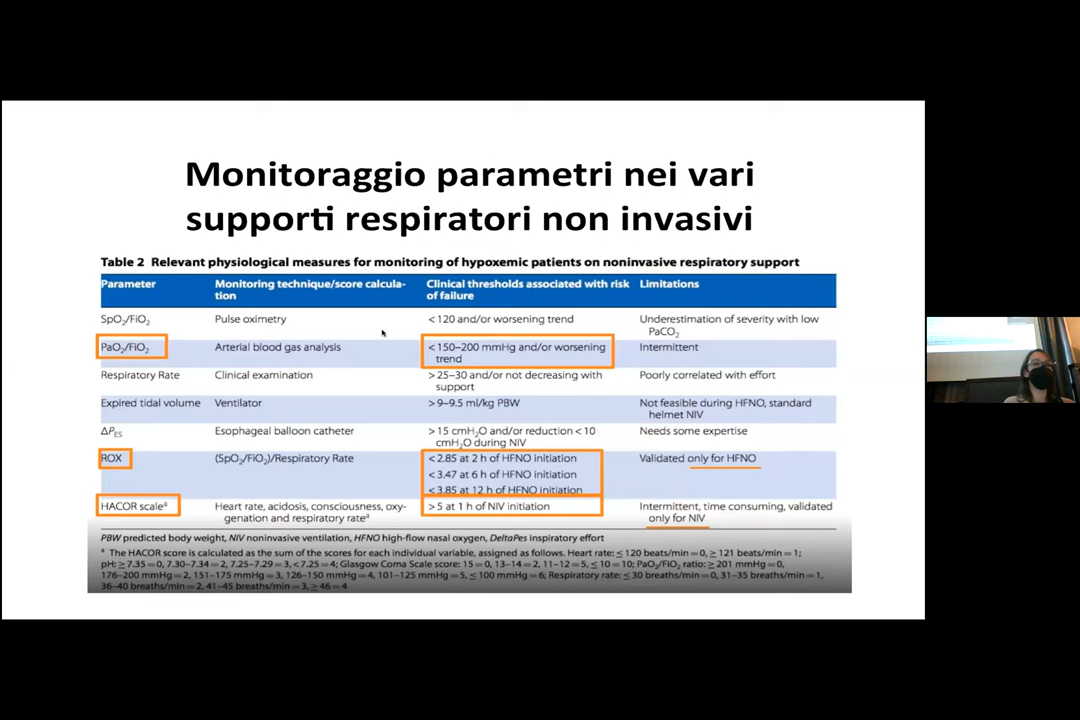 Monitoraggio parametri nei vari
supporti respiratori non invasivi
Table 2 Relevant physiological measures for monitoring of hypoxemic patients on noninvasive respiratory support
Parameter Monitoring technique/score calcula- Clinical thresholds associated with risk Limitations
tion of failure
SpO₂/FiO₂ Pulse oximetry <120 and/or worsening trend Underestimation of severity with low
PaCO₂
PaO₂/FiO₂ Arterial blood gas analysis <150–200 mmHg and/or worsening Intermittent
trend
Respiratory Rate Clinical examination >25–30 and/or not decreasing with Poorly correlated with effort
support
Expired tidal volume Ventilator >9–9.5 ml/kg PBW Not feasible during HFNO, standard
helmet NIV
ΔPES Esophageal balloon catheter >15 cmH₂O and/or reduction <10 Needs some expertise
cmH₂O during NIV
ROX (SpO₂/FiO₂)/Respiratory Rate <2.85 at 2 h of HFNO initiation Validated only for HFNO
<3.47 at 6 h of HFNO initiation
<3.85 at 12 h of HFNO initiation
HACOR scaleᵃ Heart rate, acidosis, consciousness, oxy- >5 at 1 h of NIV initiation Intermittent, time consuming, validated
genation and respiratory rateᵃ only for NIV
PBW predicted body weight, NIV noninvasive ventilation, HFNO high-flow nasal oxygen, DeltaPes inspiratory effort
ᵃ The HACOR score is calculated as the sum of the scores for each individual variable, assigned as follows. Heart rate: ≤120 beats/min=0, ≥121 beats/min=1;
pH: ≥7.35=0, 7.30–7.34=2, 7.25–7.29=3, <7.25=4; Glasgow Coma Scale score: 15=0, 13–14=2, 11–12=5, ≤10=10; PaO₂/FiO₂ ratio: ≥201 mmHg=0,
176–200 mmHg=2, 151–175 mmHg=3, 126–150 mmHg=4, 101–125 mmHg=5, ≤100 mmHg=6; Respiratory rate: ≤30 breaths/min=0, 31–35 breaths/min=1,
36–40 breaths/min=2, 41–45 breaths/min=3, ≥46=4